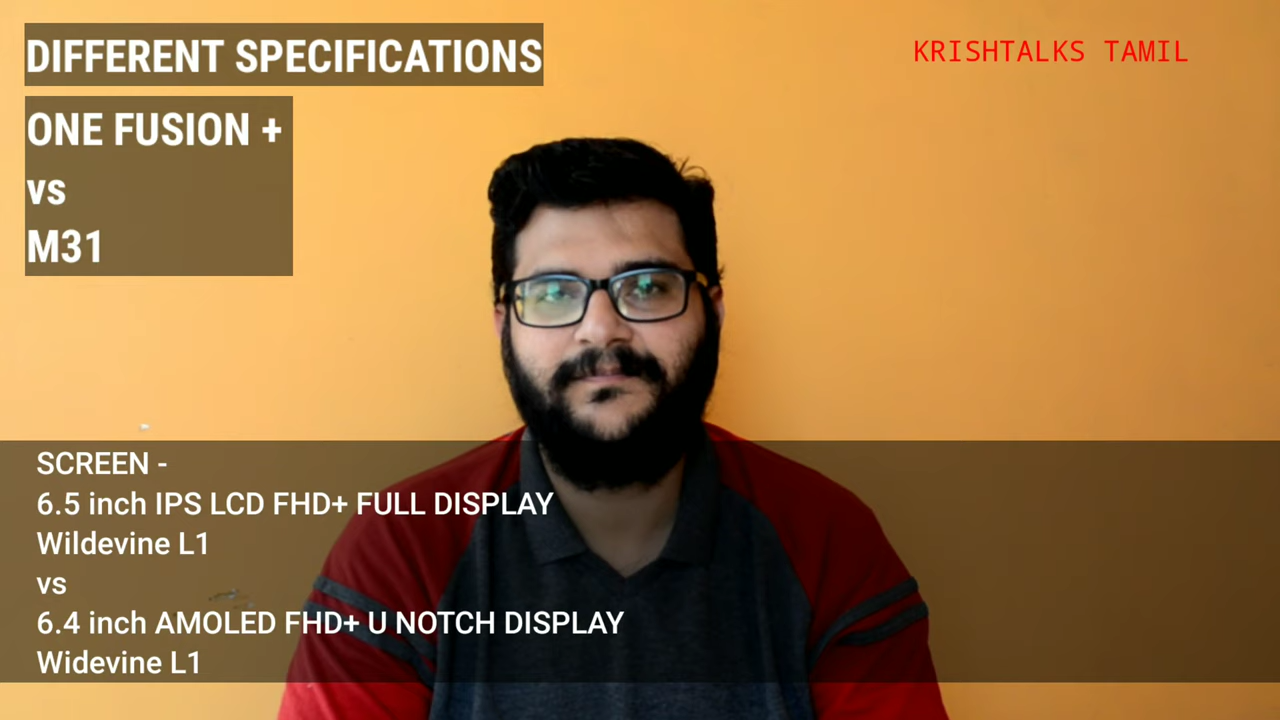 DIFFERENT SPECIFICATIONS
KRISHTALKS TAMIL
ONE FUSION +
vs
M31
SCREEN -
6.5 inch IPS LCD FHD+ FULL DISPLAY
Wildevine L1
vs
6.4 inch AMOLED FHD+ U NOTCH DISPLAY
Widevine L1